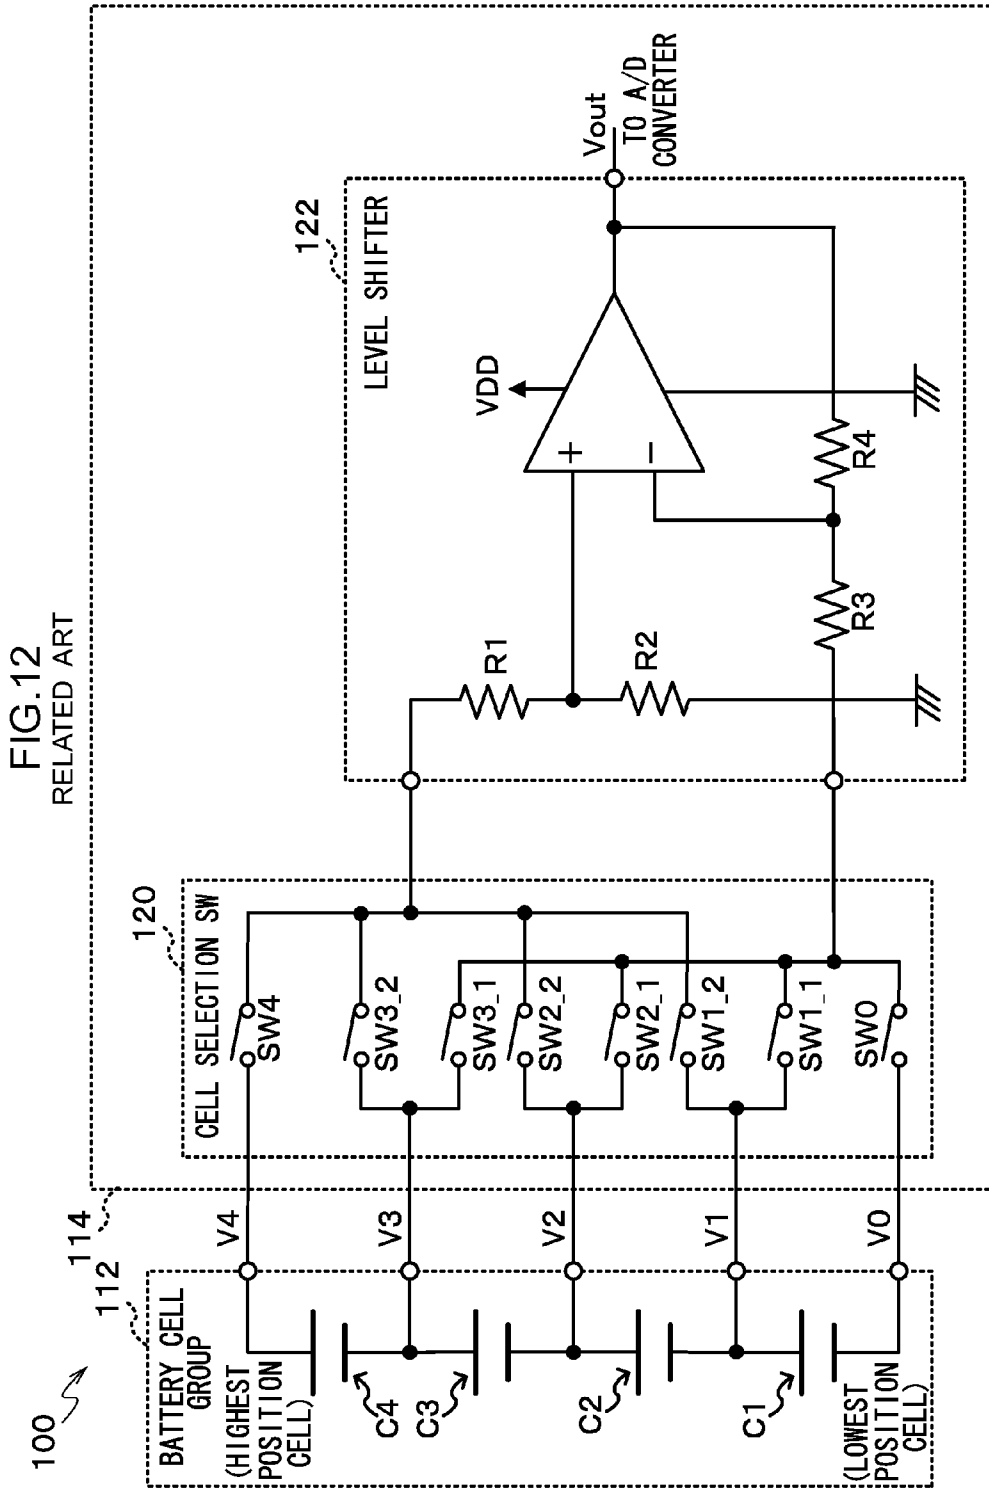 FIG.12
RELATED ART
100
112
BATTERY CELL
GROUP
(HIGHEST
POSITION
CELL)
C4
C3
C2
C1
(LOWEST
POSITION
CELL)
114
V4
V3
V2
V1
V0
120
CELL SELECTION SW
SW4
SW3_2
SW3_1
SW2_2
SW2_1
SW1_2
SW1_1
SW0
122
LEVEL SHIFTER
R1
R2
R3
R4
VDD
+
−
Vout
TO A/D
CONVERTER